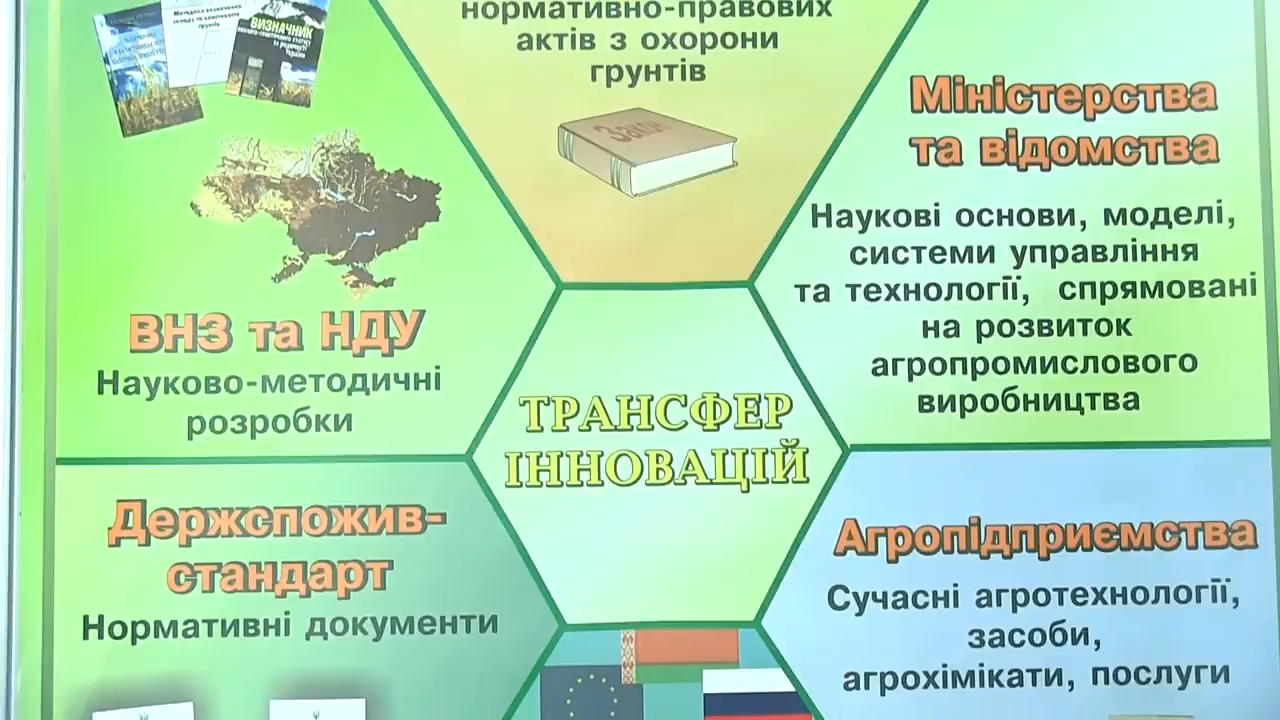 нормативно-правових
актів з охорони
грунтів
Закон
ВИЗНАЧНИК
ВНЗ та НДУ
Науково-методичні
розробки
Міністерства
та відомства
Наукові основи, моделі,
системи управління
та технології, спрямовані
на розвиток
агропромислового
виробництва
ТРАНСФЕР
ІННОВАЦІЙ
Держспожив-
стандарт
Нормативні документи
Агропідприємства
Сучасні агротехнології,
засоби,
агрохімікати, послуги